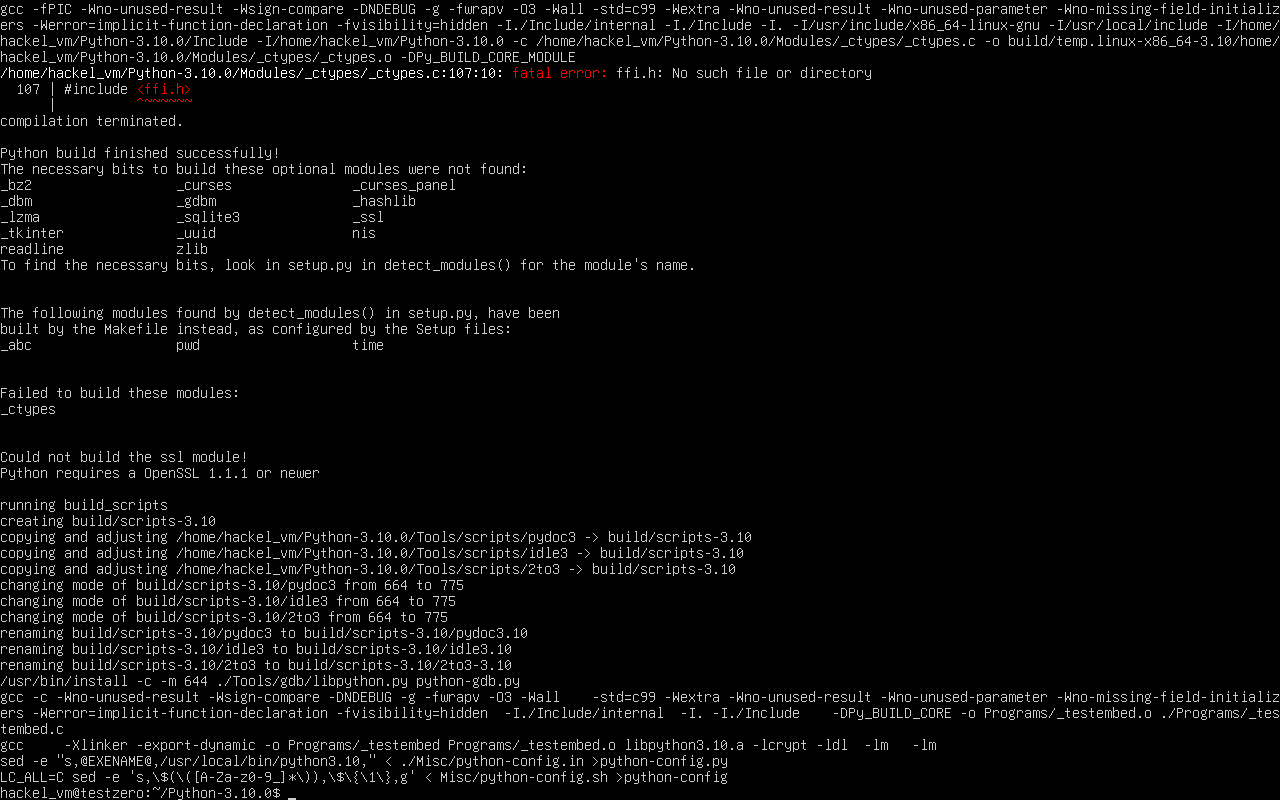 gcc -fPIC -Wno-unused-result -Wsign-compare -DNDEBUG -g -fwrapv -O3 -Wall -std=c99 -Wextra -Wno-unused-result -Wno-unused-parameter -Wno-missing-field-initializ
ers -Werror=implicit-function-declaration -fvisibility=hidden -I./Include/internal -I./Include -I. -I/usr/include/x86_64-linux-gnu -I/usr/local/include -I/home/
hackel_vm/Python-3.10.0/Include -I/home/hackel_vm/Python-3.10.0 -c /home/hackel_vm/Python-3.10.0/Modules/_ctypes/_ctypes.c -o build/temp.linux-x86_64-3.10/home/
hackel_vm/Python-3.10.0/Modules/_ctypes/_ctypes.o -DPy_BUILD_CORE_MODULE
/home/hackel_vm/Python-3.10.0/Modules/_ctypes/_ctypes.c:107:10: fatal error: ffi.h: No such file or directory
  107 | #include <ffi.h>
      |          ^~~~~~~
compilation terminated.

Python build finished successfully!
The necessary bits to build these optional modules were not found:
_bz2                  _curses               _curses_panel
_dbm                  _gdbm                 _hashlib
_lzma                 _sqlite3              _ssl
_tkinter              _uuid                 nis
readline              zlib
To find the necessary bits, look in setup.py in detect_modules() for the module's name.


The following modules found by detect_modules() in setup.py, have been
built by the Makefile instead, as configured by the Setup files:
_abc                  pwd                   time


Failed to build these modules:
_ctypes


Could not build the ssl module!
Python requires a OpenSSL 1.1.1 or newer

running build_scripts
creating build/scripts-3.10
copying and adjusting /home/hackel_vm/Python-3.10.0/Tools/scripts/pydoc3 -> build/scripts-3.10
copying and adjusting /home/hackel_vm/Python-3.10.0/Tools/scripts/idle3 -> build/scripts-3.10
copying and adjusting /home/hackel_vm/Python-3.10.0/Tools/scripts/2to3 -> build/scripts-3.10
changing mode of build/scripts-3.10/pydoc3 from 664 to 775
changing mode of build/scripts-3.10/idle3 from 664 to 775
changing mode of build/scripts-3.10/2to3 from 664 to 775
renaming build/scripts-3.10/pydoc3 to build/scripts-3.10/pydoc3.10
renaming build/scripts-3.10/idle3 to build/scripts-3.10/idle3.10
renaming build/scripts-3.10/2to3 to build/scripts-3.10/2to3-3.10
/usr/bin/install -c -m 644 ./Tools/gdb/libpython.py python-gdb.py
gcc -c -Wno-unused-result -Wsign-compare -DNDEBUG -g -fwrapv -O3 -Wall    -std=c99 -Wextra -Wno-unused-result -Wno-unused-parameter -Wno-missing-field-initializ
ers -Werror=implicit-function-declaration -fvisibility=hidden  -I./Include/internal  -I. -I./Include    -DPy_BUILD_CORE -o Programs/_testembed.o ./Programs/_tes
tembed.c
gcc     -Xlinker -export-dynamic -o Programs/_testembed Programs/_testembed.o libpython3.10.a -lcrypt -ldl  -lm   -lm
sed -e "s,@EXENAME@,/usr/local/bin/python3.10," < ./Misc/python-config.in >python-config.py
LC_ALL=C sed -e 's,\$(\([A-Za-z0-9_]*\)),\$\{\1\},g' < Misc/python-config.sh >python-config
hackel_vm@testzero:~/Python-3.10.0$ _